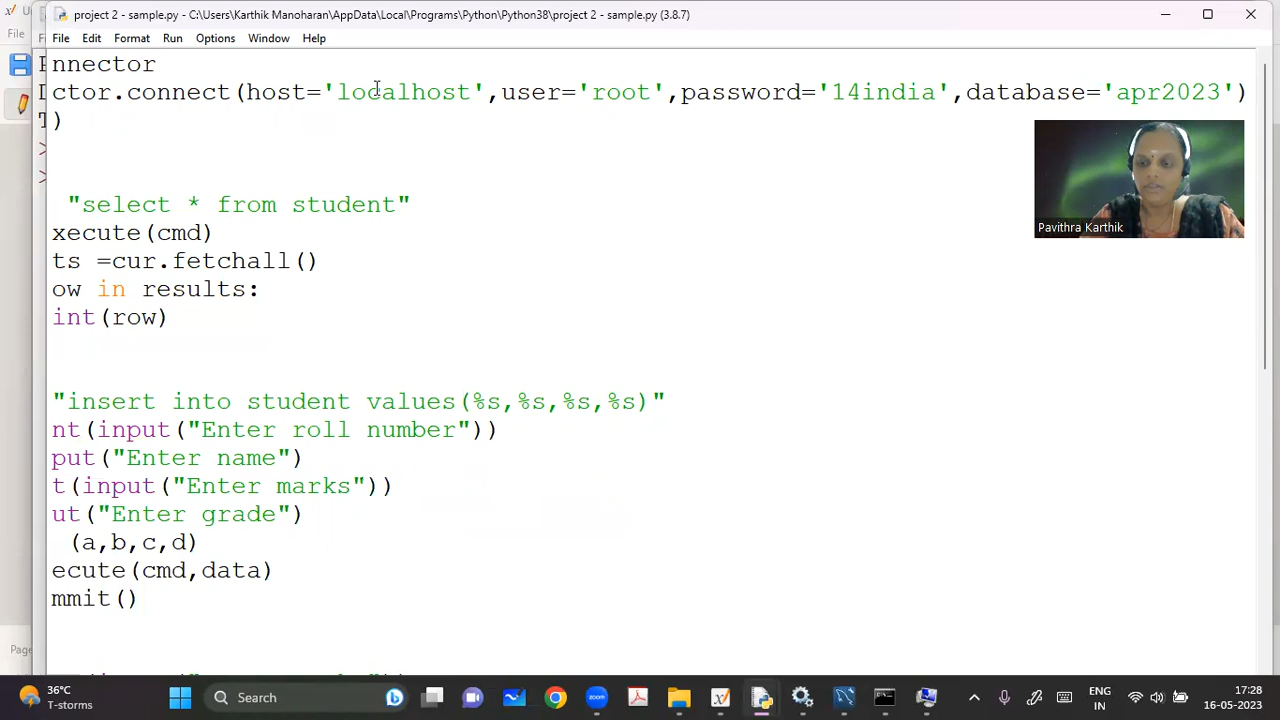 project 2 - sample.py - C:\Users\Karthik Manoharan\AppData\Local\Programs\Python\Python38\project 2 - sample.py (3.8.7)
File Edit Format Run Options Window Help
File
nnector
ctor.connect(host='localhost',user='root',password='14india',database='apr2023')
)
"select * from student"
xecute(cmd)
ts =cur.fetchall()
ow in results:
int(row)
"insert into student values(%s,%s,%s,%s)"
nt(input("Enter roll number"))
put("Enter name")
t(input("Enter marks"))
ut("Enter grade")
(a,b,c,d)
ecute(cmd,data)
mmit()
Pavithra Karthik
Page
36°C
T-storms
Search
ENG
IN
17:28
16-05-2023